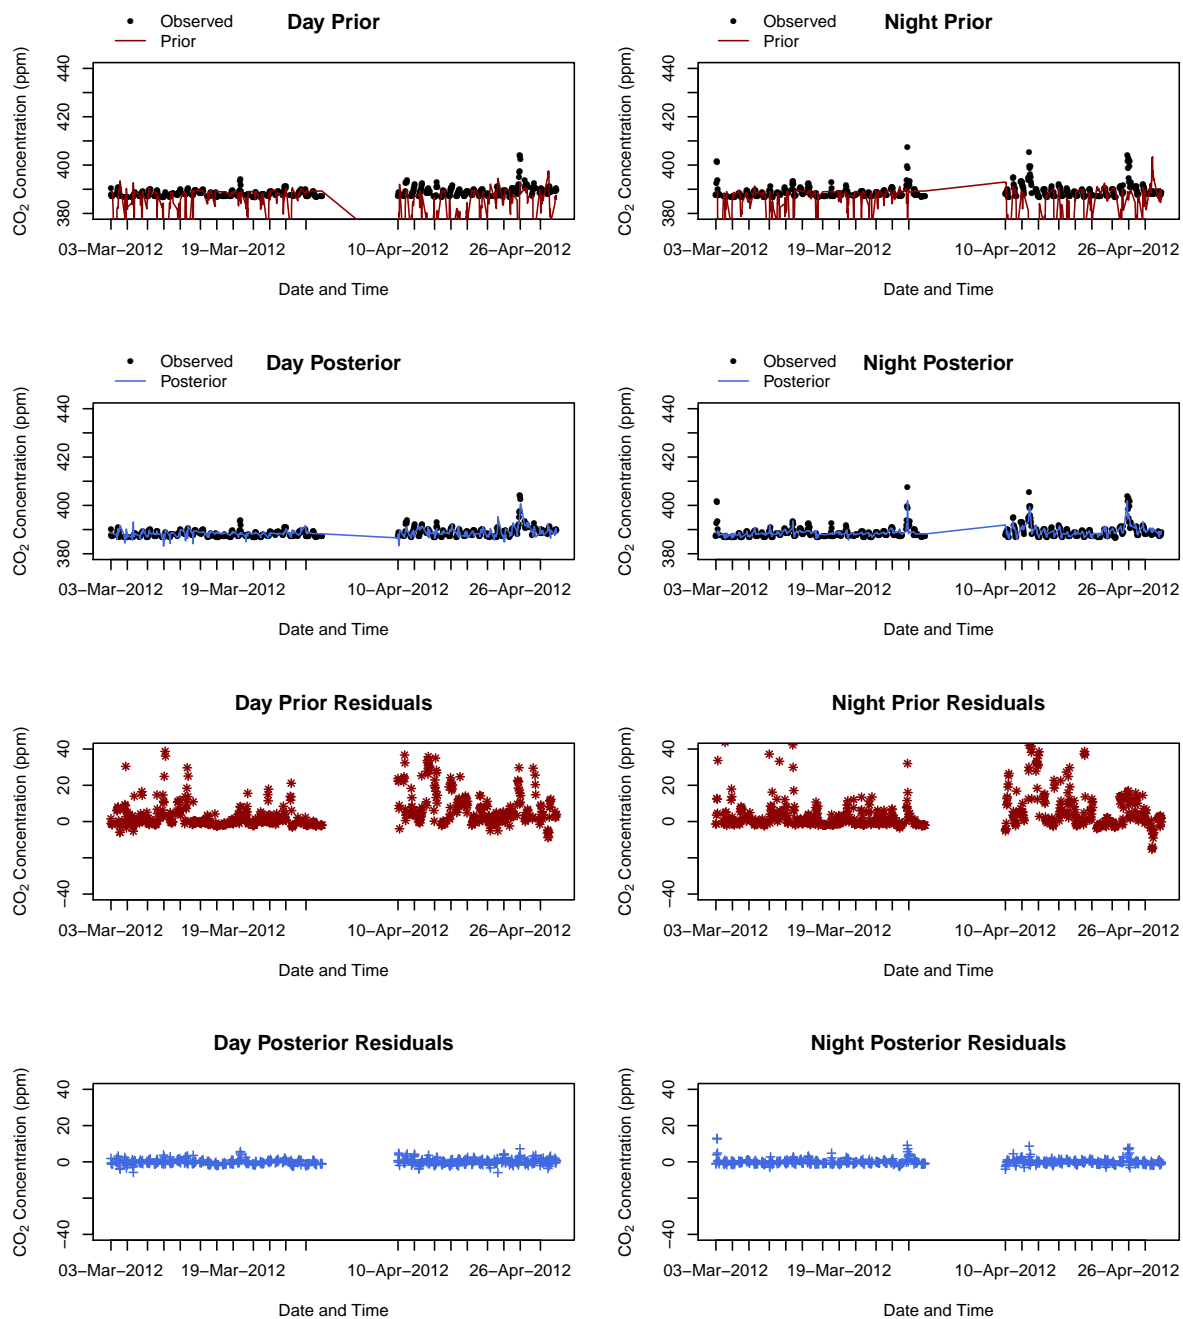 Observed
Prior
Day Prior
CO₂ Concentration (ppm)
380 400 420 440
03−Mar−2012 19−Mar−2012 10−Apr−2012 26−Apr−2012
Date and Time
Observed
Prior
Night Prior
CO₂ Concentration (ppm)
380 400 420 440
03−Mar−2012 19−Mar−2012 10−Apr−2012 26−Apr−2012
Date and Time
Observed
Posterior
Day Posterior
CO₂ Concentration (ppm)
380 400 420 440
03−Mar−2012 19−Mar−2012 10−Apr−2012 26−Apr−2012
Date and Time
Observed
Posterior
Night Posterior
CO₂ Concentration (ppm)
380 400 420 440
03−Mar−2012 19−Mar−2012 10−Apr−2012 26−Apr−2012
Date and Time
Day Prior Residuals
CO₂ Concentration (ppm)
−40 0 20 40
03−Mar−2012 19−Mar−2012 10−Apr−2012 26−Apr−2012
Date and Time
Night Prior Residuals
CO₂ Concentration (ppm)
−40 0 20 40
03−Mar−2012 19−Mar−2012 10−Apr−2012 26−Apr−2012
Date and Time
Day Posterior Residuals
CO₂ Concentration (ppm)
−40 0 20 40
03−Mar−2012 19−Mar−2012 10−Apr−2012 26−Apr−2012
Date and Time
Night Posterior Residuals
CO₂ Concentration (ppm)
−40 0 20 40
03−Mar−2012 19−Mar−2012 10−Apr−2012 26−Apr−2012
Date and Time